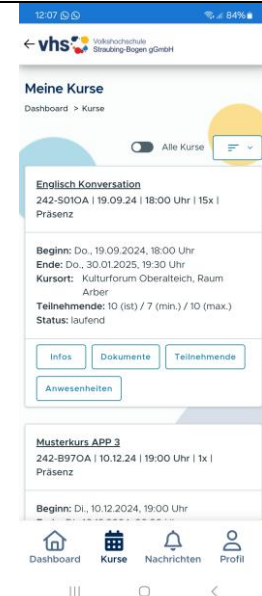 12:07
84%
vhs
Volkshochschule
Straubing-Bogen gGmbH
Meine Kurse
Dashboard > Kurse
Alle Kurse
Englisch Konversation
242-S01OA | 19.09.24 | 18:00 Uhr | 15x |
Präsenz
Beginn: Do., 19.09.2024, 18:00 Uhr
Ende: Do., 30.01.2025, 19:30 Uhr
Kursort: Kulturforum Oberalteich, Raum
Arber
Teilnehmende: 10 (ist) / 7 (min.) / 10 (max.)
Status: laufend
Infos
Dokumente
Teilnehmende
Anwesenheiten
Musterkurs APP 3
242-B97OA | 10.12.24 | 19:00 Uhr | 1x |
Präsenz
Beginn: Di., 10.12.2024, 19:00 Uhr
Dashboard
Kurse
Nachrichten
Profil